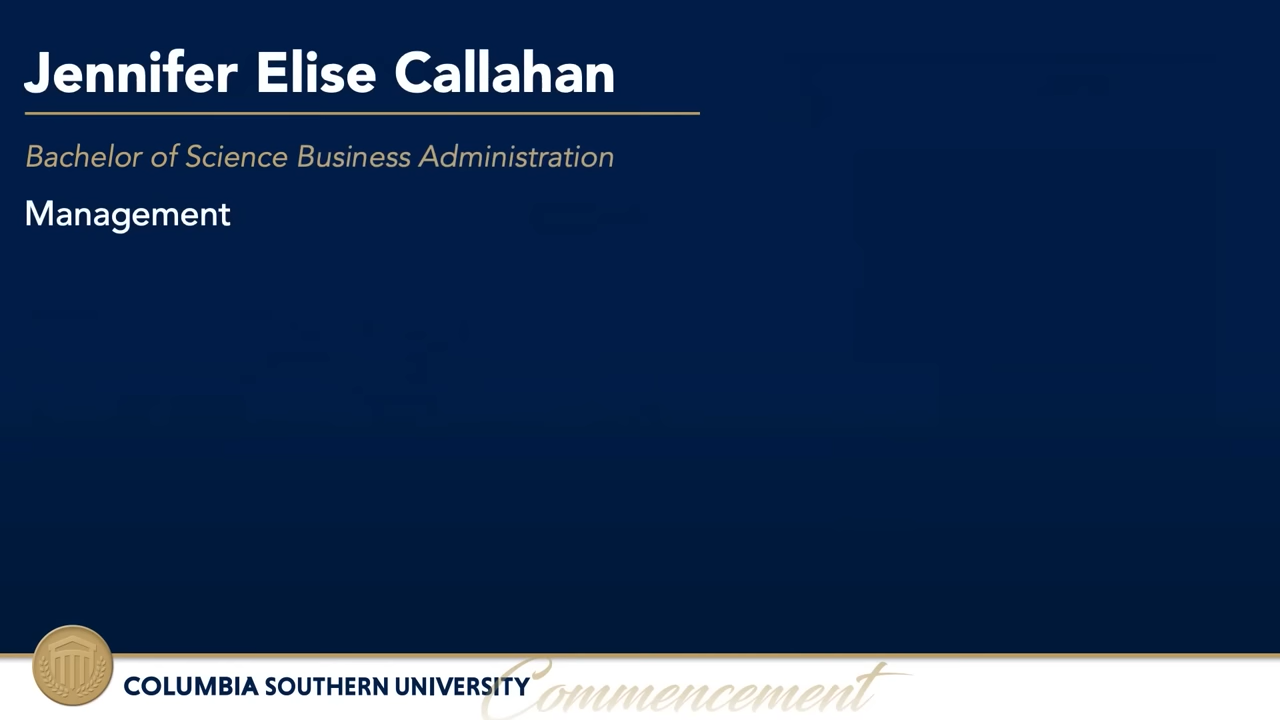 Jennifer Elise Callahan
Bachelor of Science Business Administration
Management
COLUMBIA SOUTHERN UNIVERSITY
Commencement